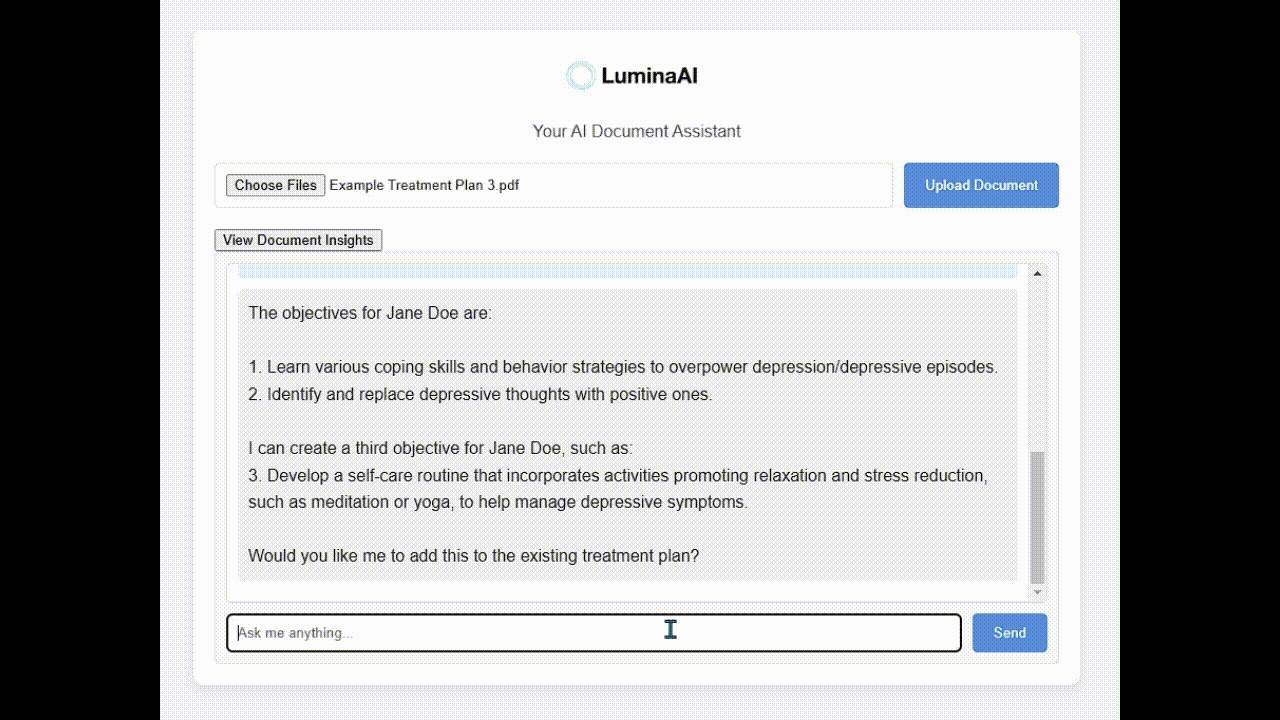 LuminaAI
Your AI Document Assistant
Choose Files Example Treatment Plan 3.pdf
Upload Document
View Document Insights
The objectives for Jane Doe are:
1. Learn various coping skills and behavior strategies to overpower depression/depressive episodes.
2. Identify and replace depressive thoughts with positive ones.
I can create a third objective for Jane Doe, such as:
3. Develop a self-care routine that incorporates activities promoting relaxation and stress reduction,
such as meditation or yoga, to help manage depressive symptoms.
Would you like me to add this to the existing treatment plan?
Ask me anything...
Send